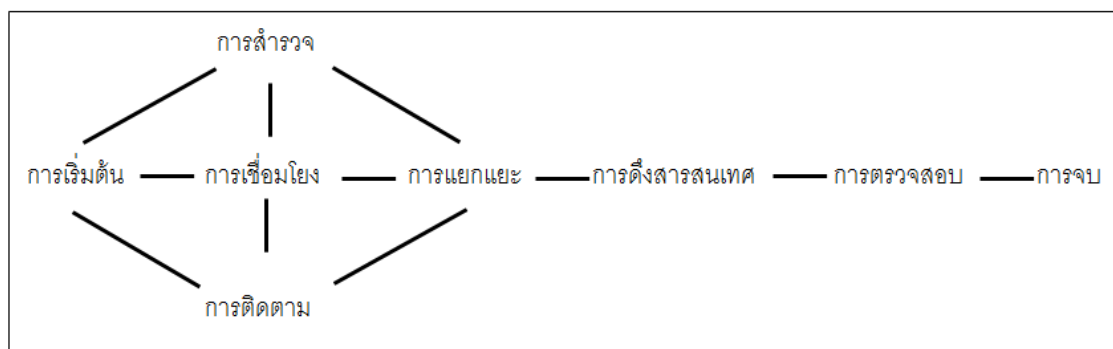 การสำรวจ
การเริ่มต้น การเชื่อมโยง การแยกแยะ การดึงสารสนเทศ การตรวจสอบ การจบ
การติดตาม